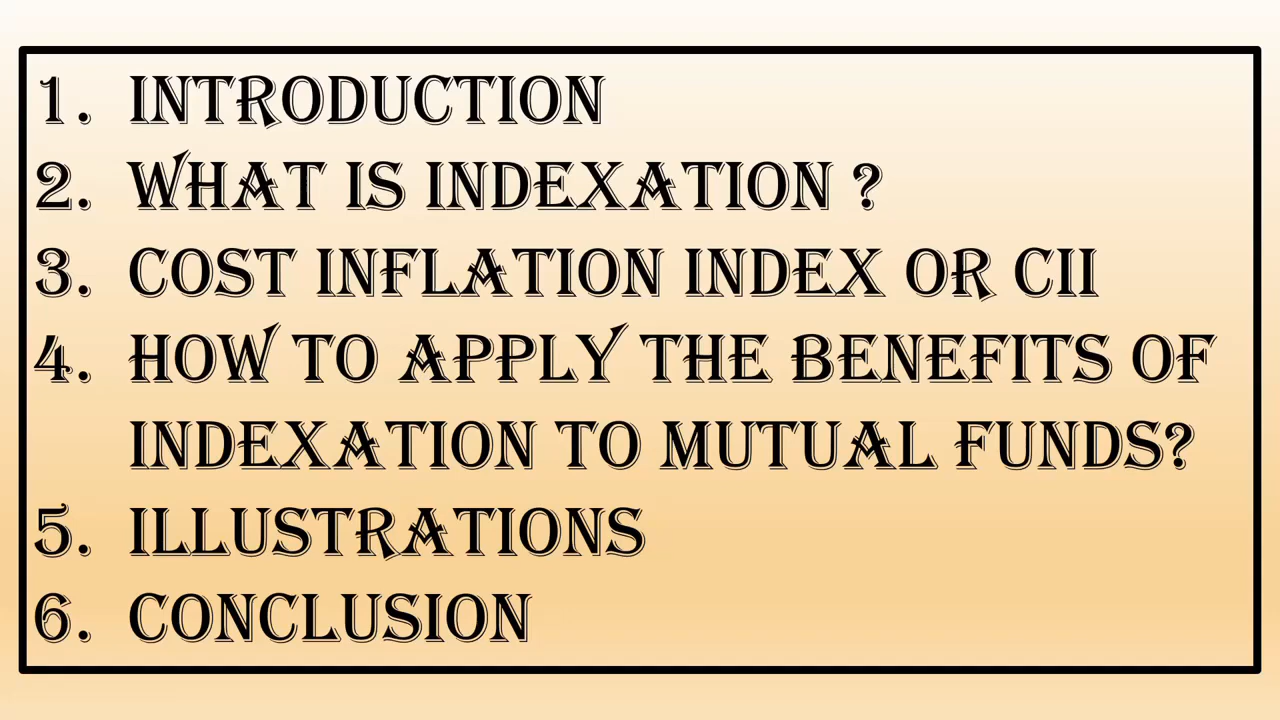 1. INTRODUCTION
2. WHAT IS INDEXATION ?
3. COST INFLATION INDEX OR CII
4. HOW TO APPLY THE BENEFITS OF
INDEXATION TO MUTUAL FUNDS?
5. ILLUSTRATIONS
6. CONCLUSION